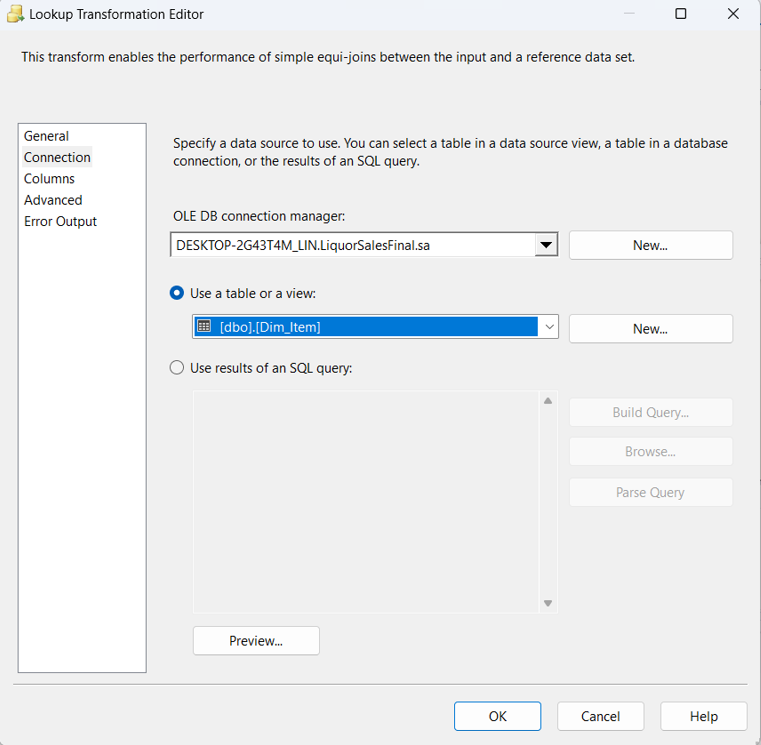 Lookup Transformation Editor
This transform enables the performance of simple equi-joins between the input and a reference data set.
General
Connection
Columns
Advanced
Error Output
Specify a data source to use. You can select a table in a data source view, a table in a database
connection, or the results of an SQL query.
OLE DB connection manager:
DESKTOP-2G43T4M_LIN.LiquorSalesFinal.sa
New...
Use a table or a view:
[dbo].[Dim_Item]
New...
Use results of an SQL query:
Build Query...
Browse...
Parse Query
Preview...
OK
Cancel
Help